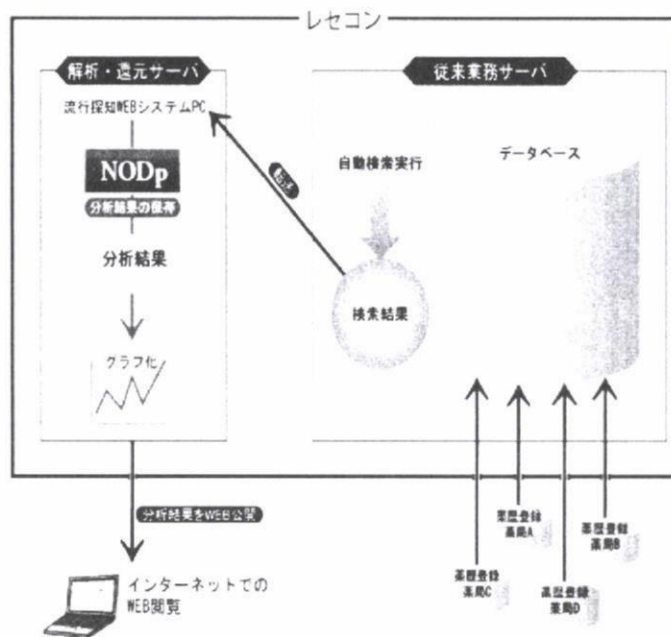 レセコン
解析・還元サーバ
流行探知WEBシステムPC
NODp
分析結果の保存
分析結果
グラフ化
従来業務サーバ
自動検索実行
データベース
転送
検索結果
分析結果をWEB公開
インターネットでの
WEB閲覧
薬歴登録
薬局C
薬歴登録
薬局A
薬歴登録
薬局D
薬歴登録
薬局B